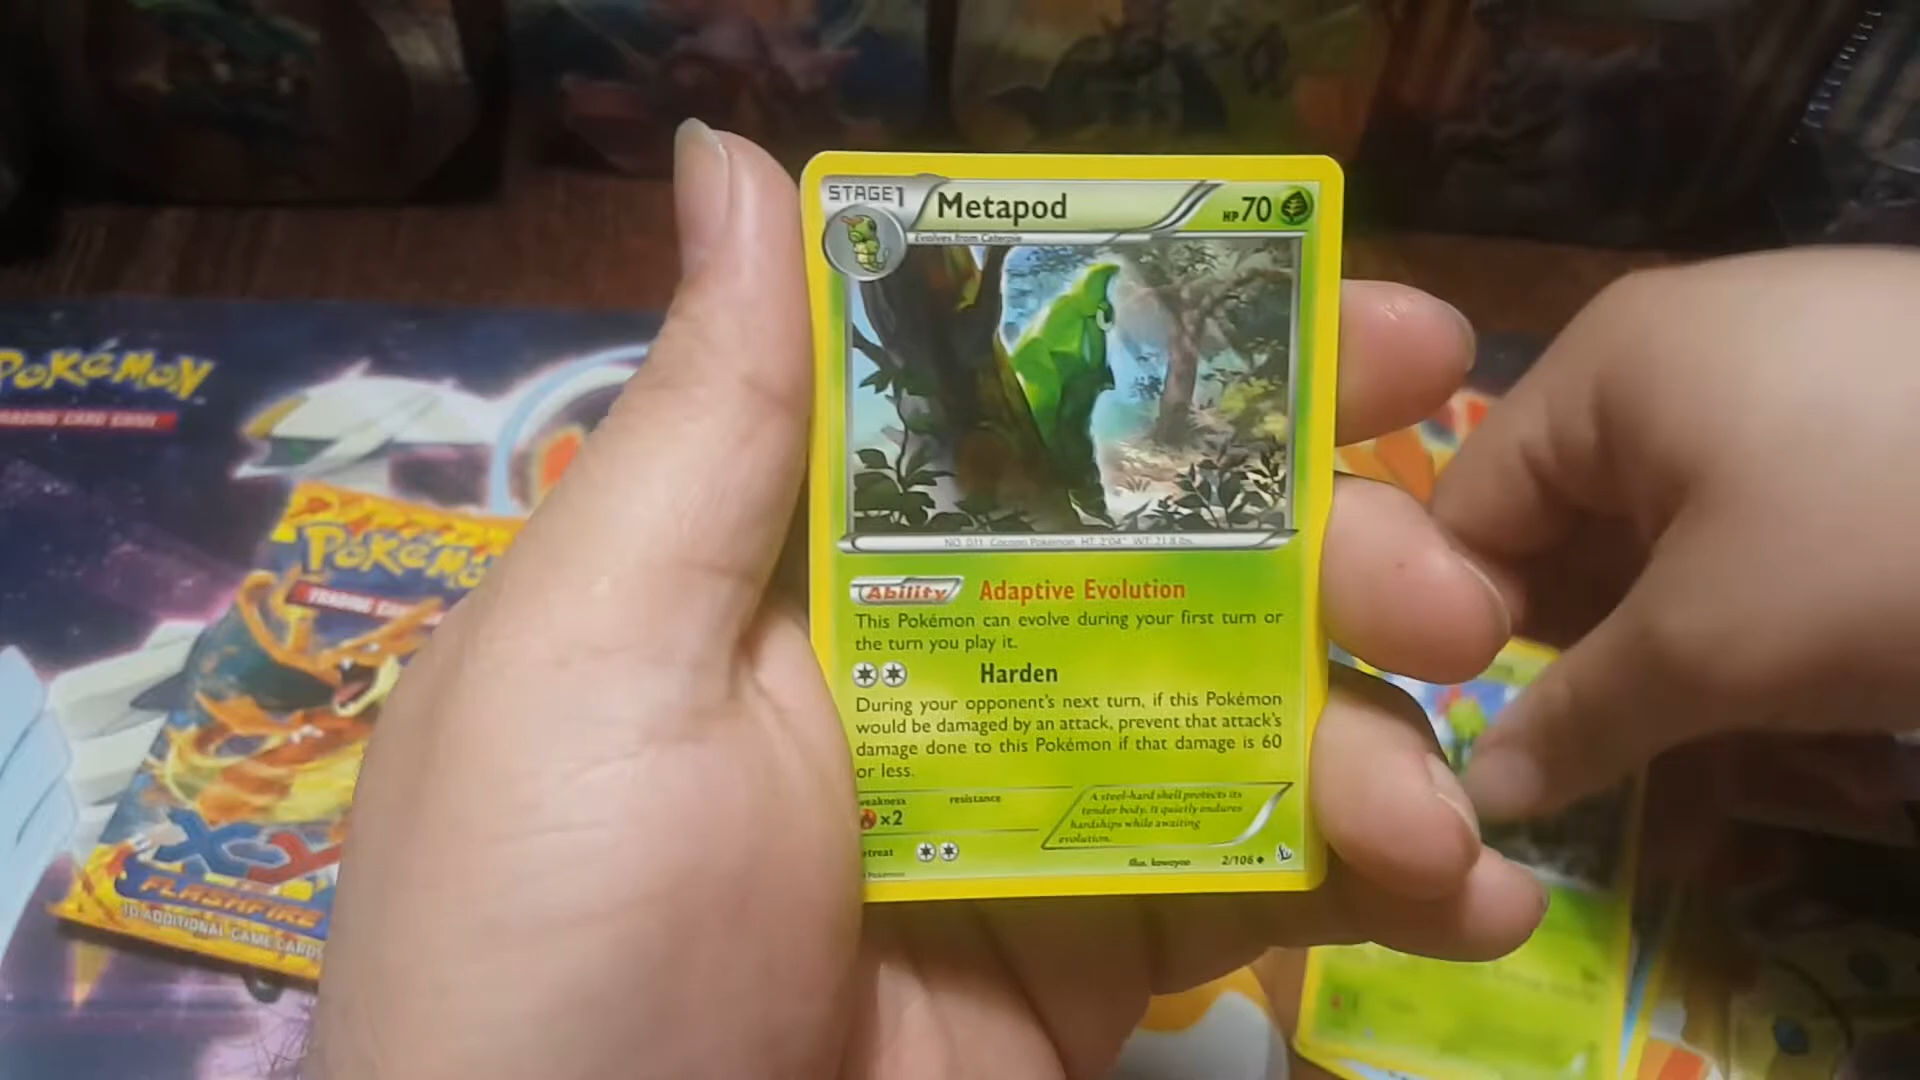 STAGE1
Metapod
HP 70
Evolves from Caterpie
NO. 011 Cocoon Pokémon HT: 2'04" WT: 21.8 lbs.
Ability Adaptive Evolution
This Pokémon can evolve during your first turn or
the turn you play it.
Harden
During your opponent's next turn, if this Pokémon
would be damaged by an attack, prevent that attack's
damage done to this Pokémon if that damage is 60
or less.
weakness
x2
resistance
A steel-hard shell protects its
tender body. It quietly endures
hardships while awaiting
evolution.
etreat
Illus. kawayoo
2/106
Pokémon
POKéMON
TRADING CARD GAME
POKéMO
TRADING CA
XY
FLASHFIRE
10 ADDITIONAL GAME CARDS